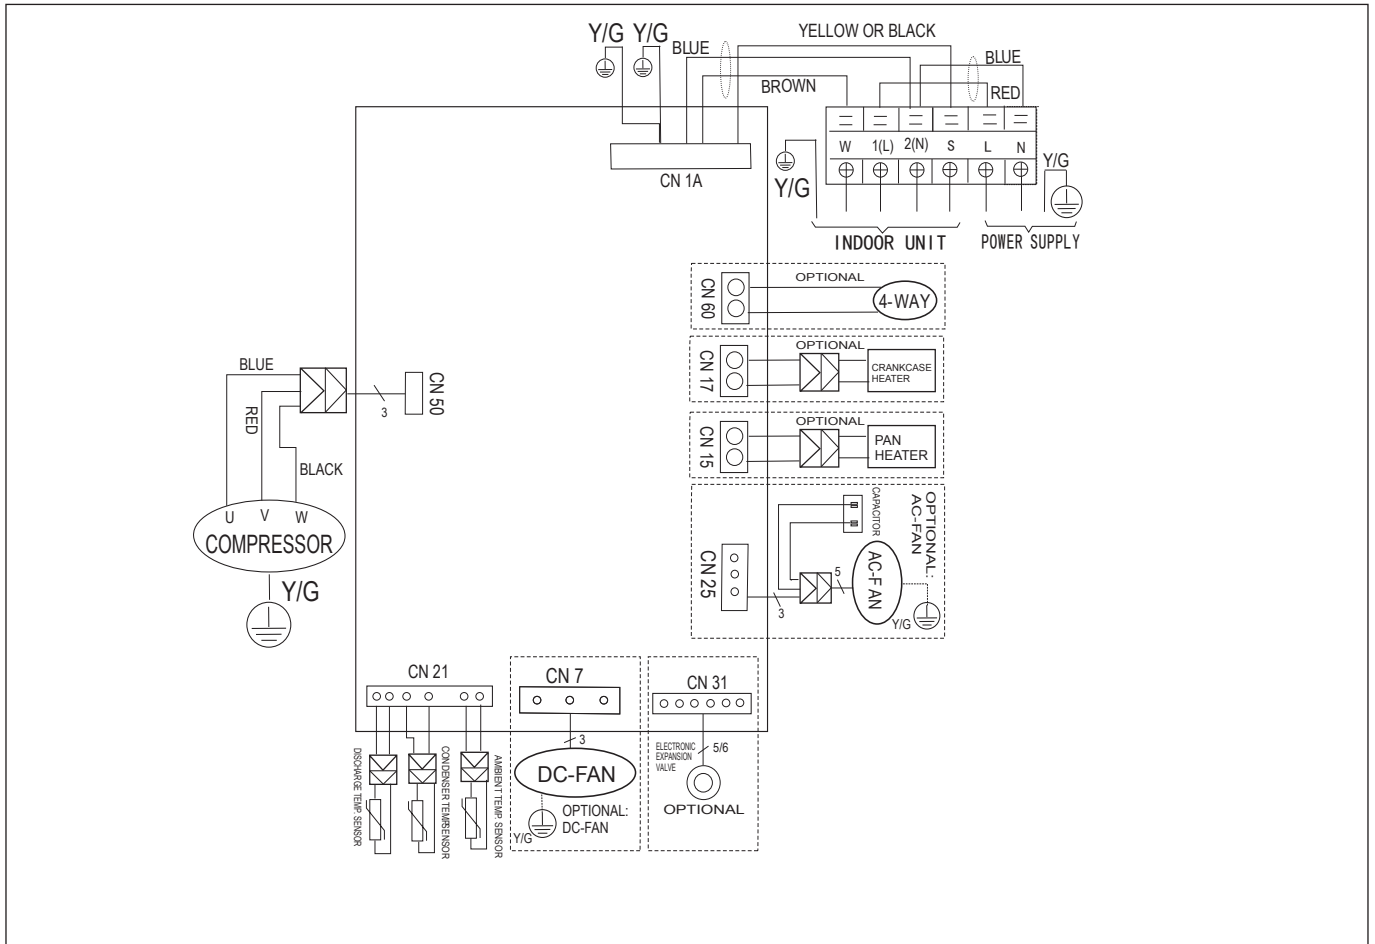 Y/G Y/G
YELLOW OR BLACK
BLUE
BLUE
BROWN
RED
W 1(L) 2(N) S L N
CN 1A
Y/G
Y/G
INDOOR UNIT
POWER SUPPLY
CN 60
OPTIONAL
4-WAY
CN 17
OPTIONAL
CRANKCASE
HEATER
BLUE
RED
BLACK
3
CN 50
CN 15
OPTIONAL
PAN
HEATER
U V W
COMPRESSOR
Y/G
CN 25
3
CAPACITOR
5
AC-FAN
OPTIONAL:
AC-FAN
Y/G
CN 21
DISCHARGE TEMP. SENSOR
CONDENSER TEMP.SENSOR
AMBIENT TEMP. SENSOR
CN 7
3
DC-FAN
OPTIONAL:
DC-FAN
Y/G
CN 31
ELECTRONIC
EXPANSION
VALVE
5/6
OPTIONAL